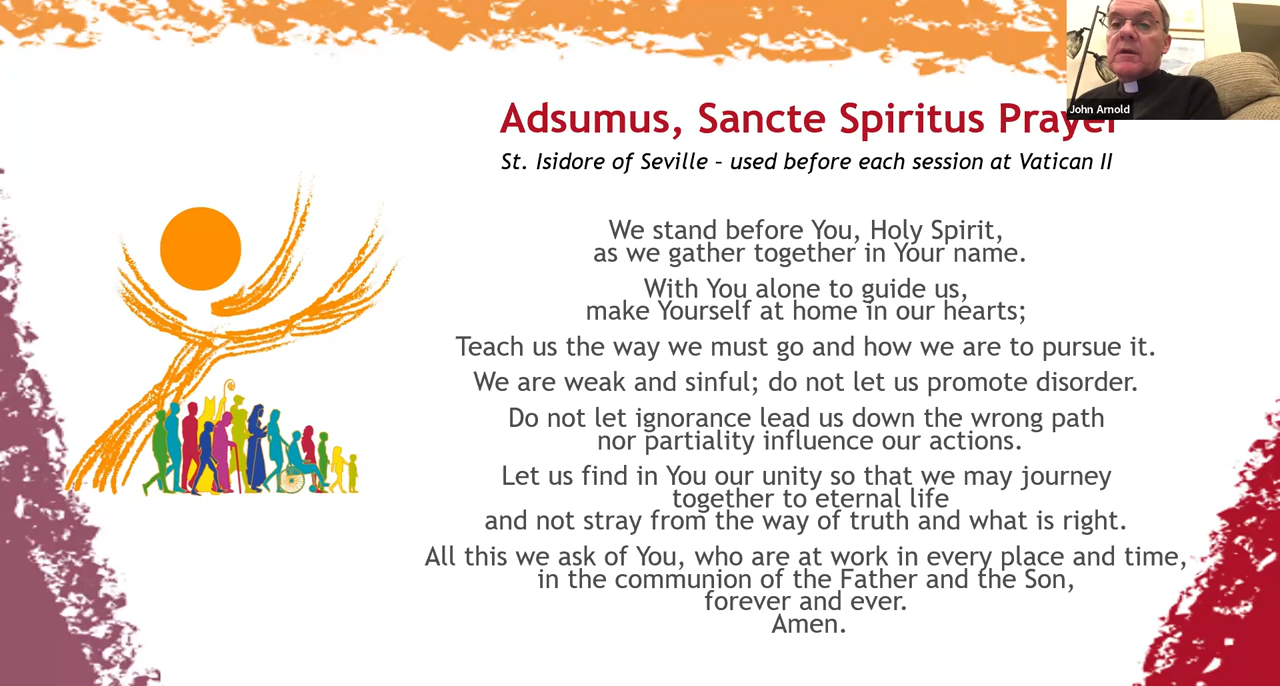 Adsumus, Sancte Spiritus Prayer
John Arnold
St. Isidore of Seville – used before each session at Vatican II
We stand before You, Holy Spirit,
as we gather together in Your name.
With You alone to guide us,
make Yourself at home in our hearts;
Teach us the way we must go and how we are to pursue it.
We are weak and sinful; do not let us promote disorder.
Do not let ignorance lead us down the wrong path
nor partiality influence our actions.
Let us find in You our unity so that we may journey
together to eternal life
and not stray from the way of truth and what is right.
All this we ask of You, who are at work in every place and time,
in the communion of the Father and the Son,
forever and ever.
Amen.